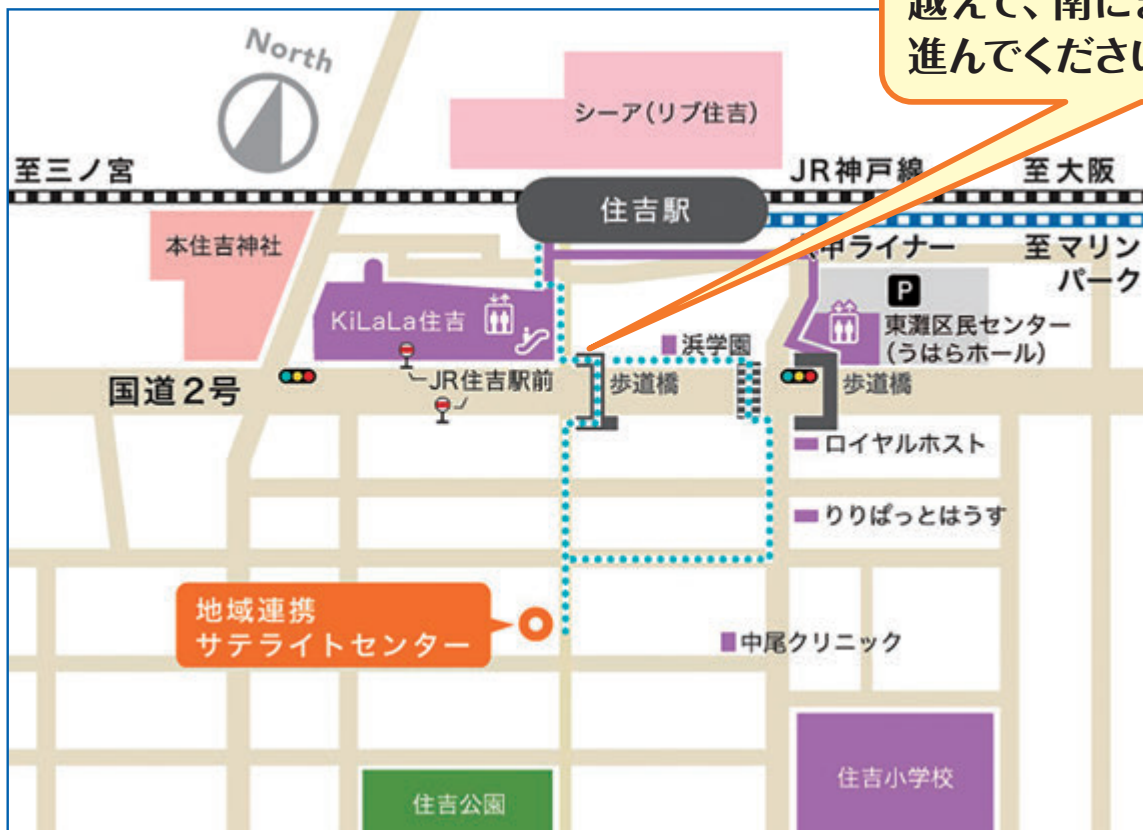 越えて、南に
進んでください
North
シーア(リブ住吉)
至三ノ宮
JR神戸線
至大阪
住吉駅
本住吉神社
甲ライナー
至マリン
パーク
P
KiLaLa住吉
浜学園
東灘区民センター
(うはらホール)
国道2号
JR住吉駅前
歩道橋
歩道橋
ロイヤルホスト
りりぱっとはうす
地域連携
サテライトセンター
中尾クリニック
住吉小学校
住吉公園